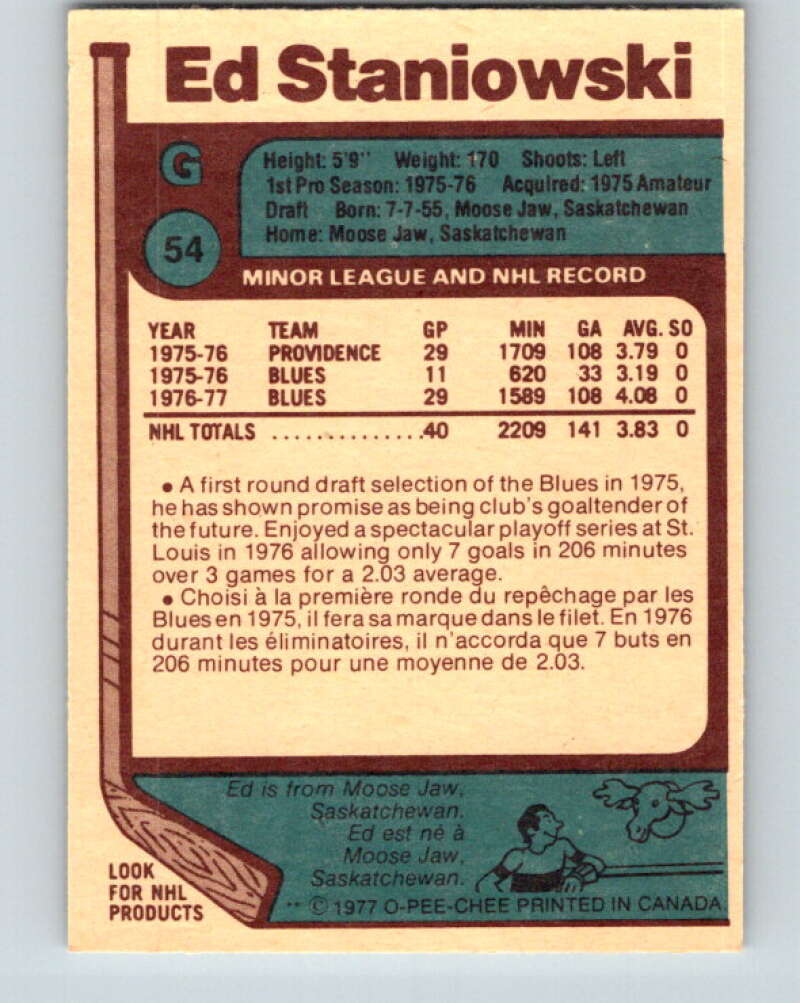 Ed Staniowski
G
54
Height: 5'9" Weight: 170 Shoots: Left
1st Pro Season: 1975-76 Acquired: 1975 Amateur
Draft Born: 7-7-55, Moose Jaw, Saskatchewan
Home: Moose Jaw, Saskatchewan
MINOR LEAGUE AND NHL RECORD
YEAR TEAM GP MIN GA AVG. SO
1975-76 PROVIDENCE 29 1709 108 3.79 0
1975-76 BLUES 11 620 33 3.19 0
1976-77 BLUES 29 1589 108 4.08 0
NHL TOTALS ..............40 2209 141 3.83 0
● A first round draft selection of the Blues in 1975,
he has shown promise as being club's goaltender of
the future. Enjoyed a spectacular playoff series at St.
Louis in 1976 allowing only 7 goals in 206 minutes
over 3 games for a 2.03 average.
● Choisi à la première ronde du repêchage par les
Blues en 1975, il fera sa marque dans le filet. En 1976
durant les éliminatoires, il n'accorda que 7 buts en
206 minutes pour une moyenne de 2.03.
Ed is from Moose Jaw,
Saskatchewan.
Ed est né à
Moose Jaw,
Saskatchewan.
LOOK
FOR NHL
PRODUCTS
** © 1977 O-PEE-CHEE PRINTED IN CANADA